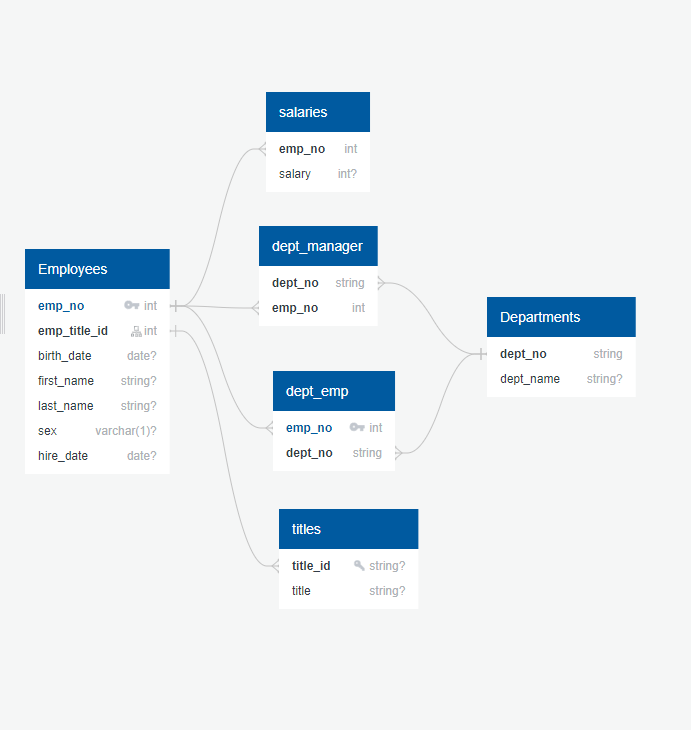 salaries
emp_no int
salary int?
dept_manager
dept_no string
emp_no int
Employees
emp_no int
emp_title_id int
birth_date date?
first_name string?
last_name string?
sex varchar(1)?
hire_date date?
Departments
dept_no string
dept_name string?
dept_emp
emp_no int
dept_no string
titles
title_id string?
title string?